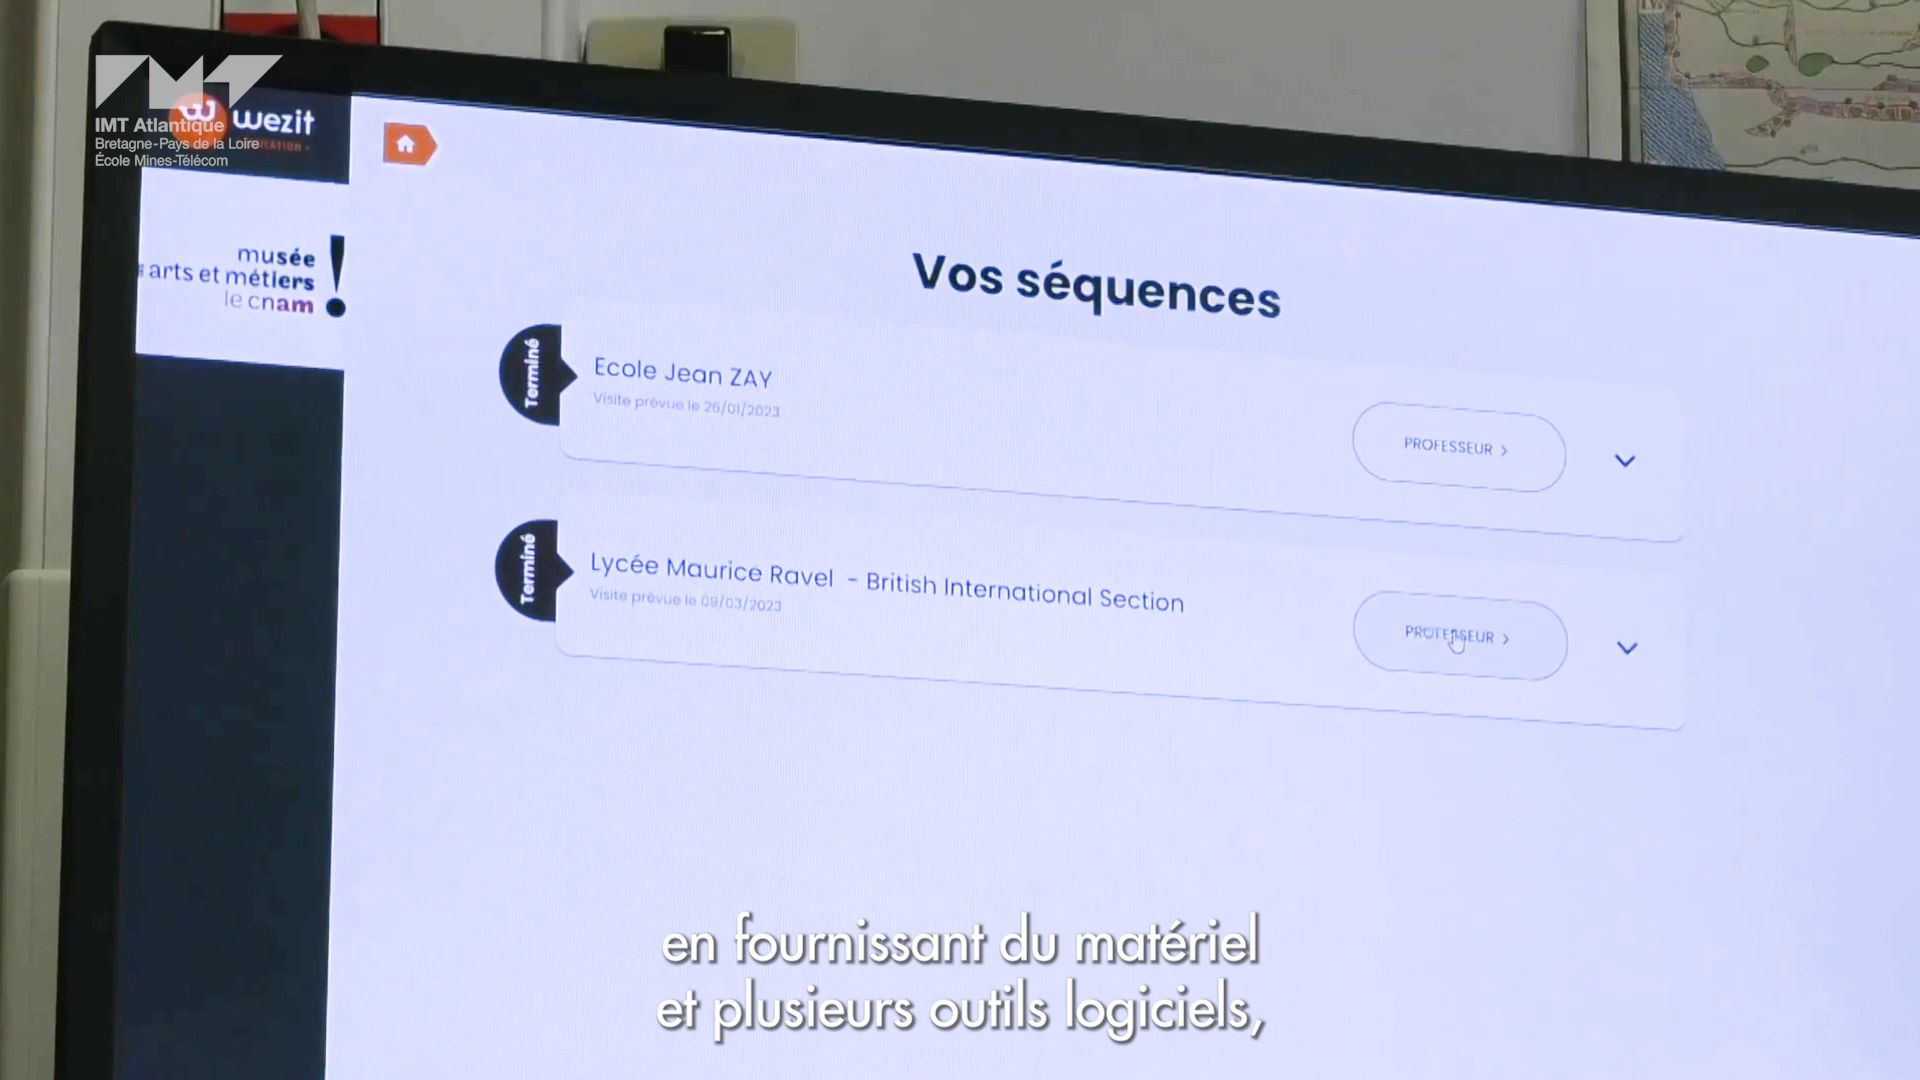 IMT Atlantique
Bretagne-Pays de la Loire
École Mines-Télécom
wezit
musée
arts et métiers
le cnam
Vos séquences
Terminé
Ecole Jean ZAY
Visite prévue le 26/01/2023
PROFESSEUR >
Terminé
Lycée Maurice Ravel - British International Section
Visite prévue le 09/03/2023
PROFESSEUR >
en fournissant du matériel
et plusieurs outils logiciels,